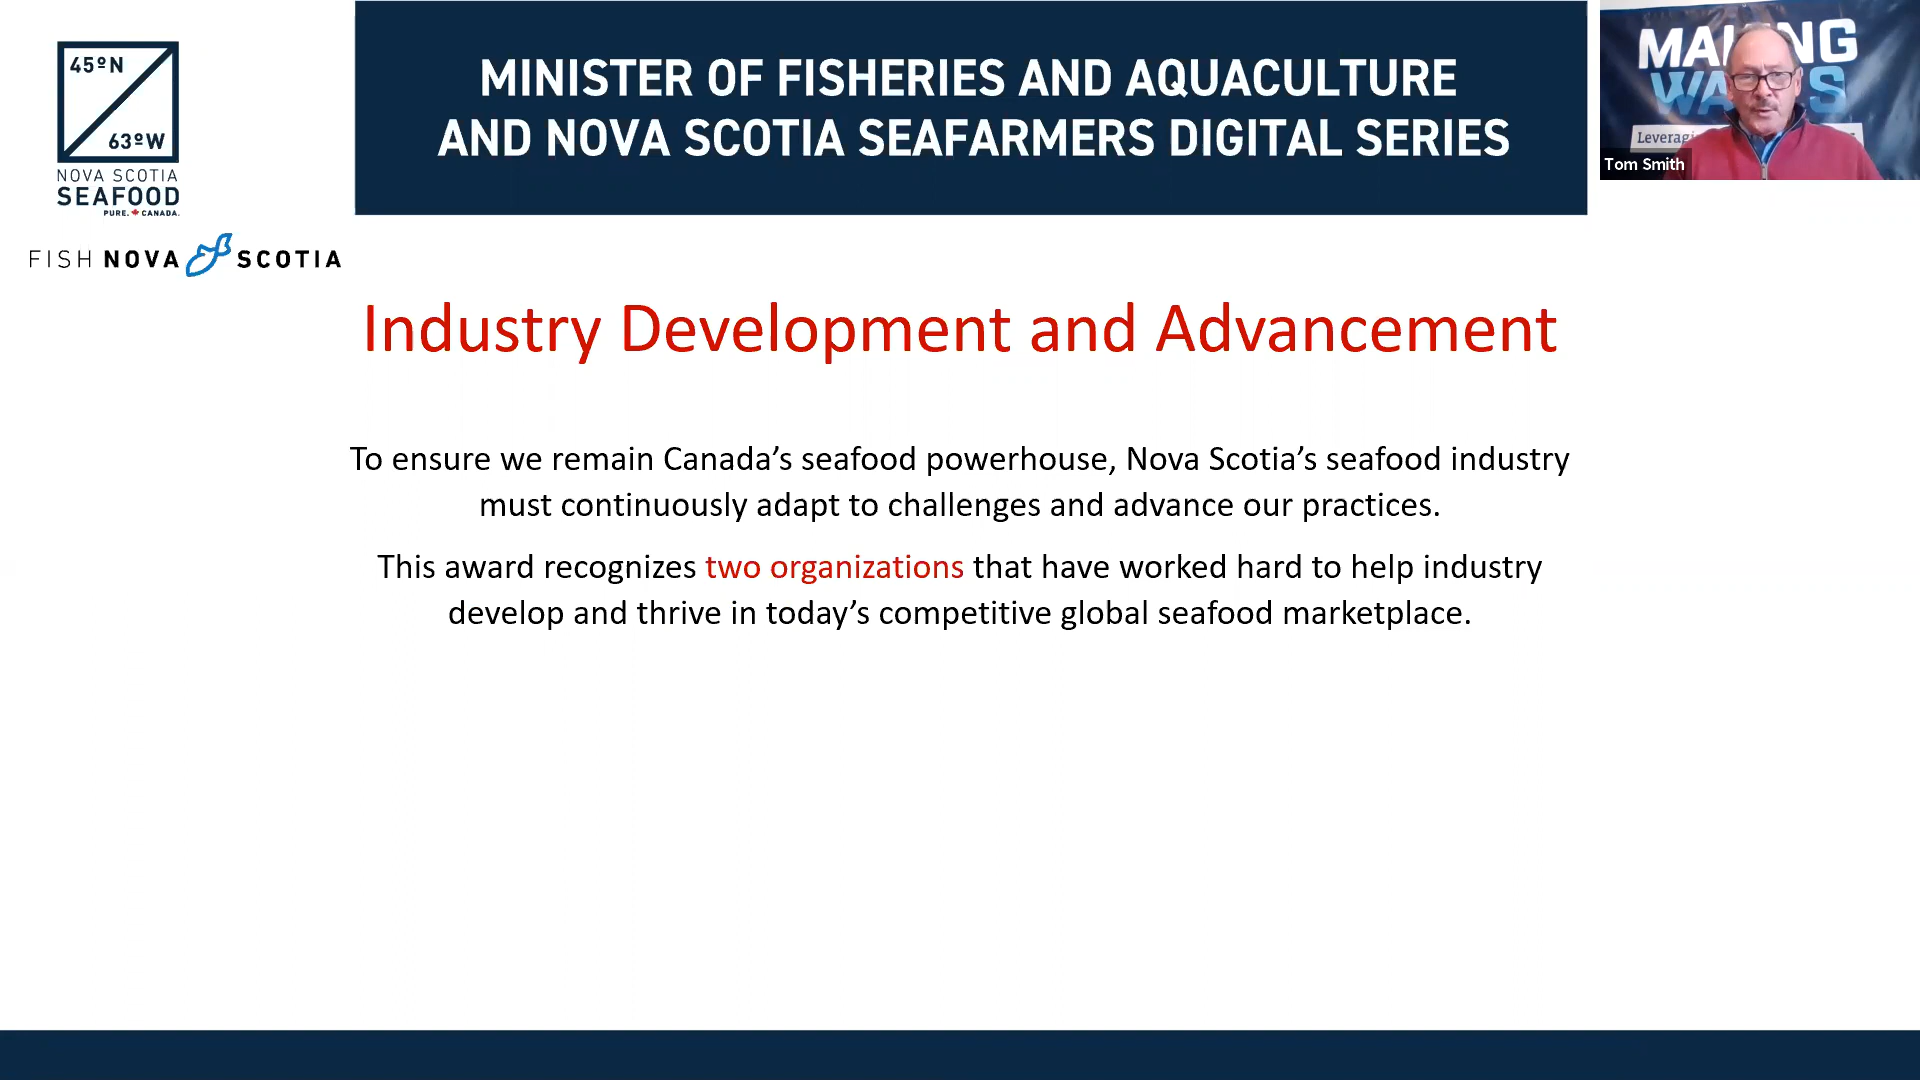 45ºN
63ºW
NOVA SCOTIA
SEAFOOD
PURE. CANADA.
FISH NOVA SCOTIA
MINISTER OF FISHERIES AND AQUACULTURE
AND NOVA SCOTIA SEAFARMERS DIGITAL SERIES
Tom Smith
Industry Development and Advancement
To ensure we remain Canada’s seafood powerhouse, Nova Scotia’s seafood industry
must continuously adapt to challenges and advance our practices.
This award recognizes two organizations that have worked hard to help industry
develop and thrive in today’s competitive global seafood marketplace.